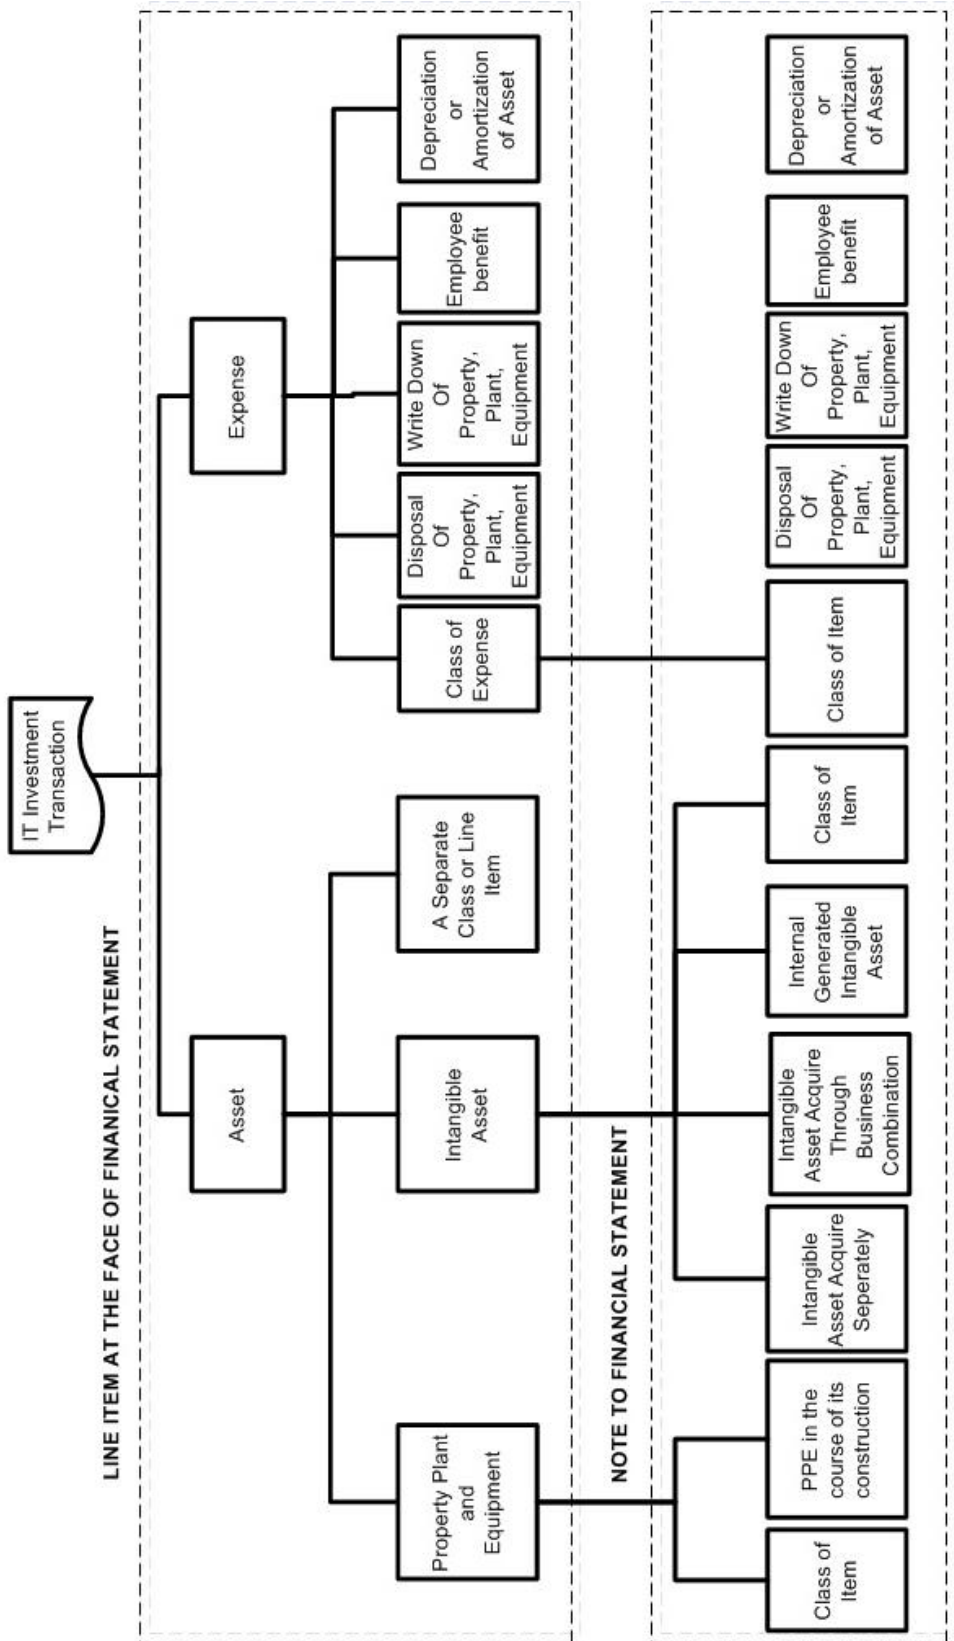 IT Investment
Transaction
LINE ITEM AT THE FACE OF FINANICAL STATEMENT
Asset
Expense
Property Plant
and
Equipment
Intangible
Asset
A Separate
Class or Line
Item
Class of
Expense
Disposal
Of
Property,
Plant,
Equipment
Write Down
Of
Property,
Plant,
Equipment
Employee
benefit
Depreciation
or
Amortization
of Asset
NOTE TO FINANCIAL STATEMENT
Class of
Item
PPE in the
course of its
construction
Intangible
Asset Acquire
Seperately
Intangible
Asset Acquire
Through
Business
Combination
Internal
Generated
Intangible
Asset
Class of
Item
Class of Item
Disposal
Of
Property,
Plant,
Equipment
Write Down
Of
Property,
Plant,
Equipment
Employee
benefit
Depreciation
or
Amortization
of Asset